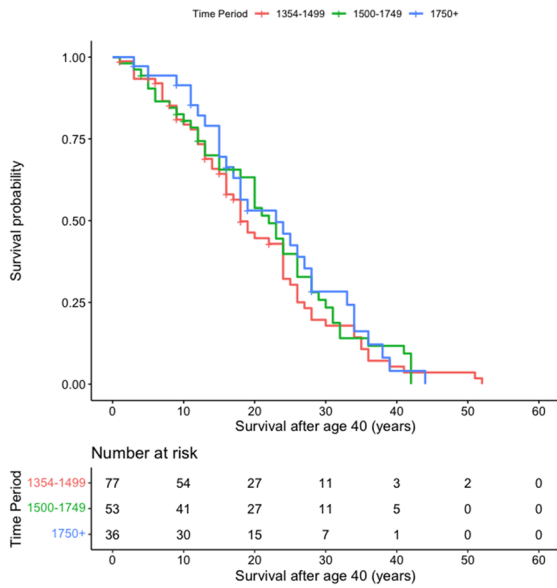 Time Period 1354-1499 1500-1749 1750+
1.00
0.75
0.50
0.25
0.00
Survival probability
0 10 20 30 40 50 60
Survival after age 40 (years)
Number at risk
Time Period
1354-1499 77 54 27 11 3 2 0
1500-1749 53 41 27 11 5 0 0
1750+ 36 30 15 7 1 0 0
0 10 20 30 40 50 60
Survival after age 40 (years)